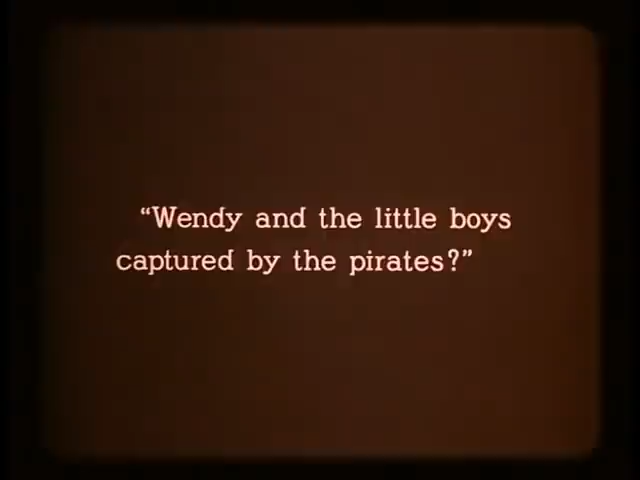 “Wendy and the little boys
captured by the pirates?”